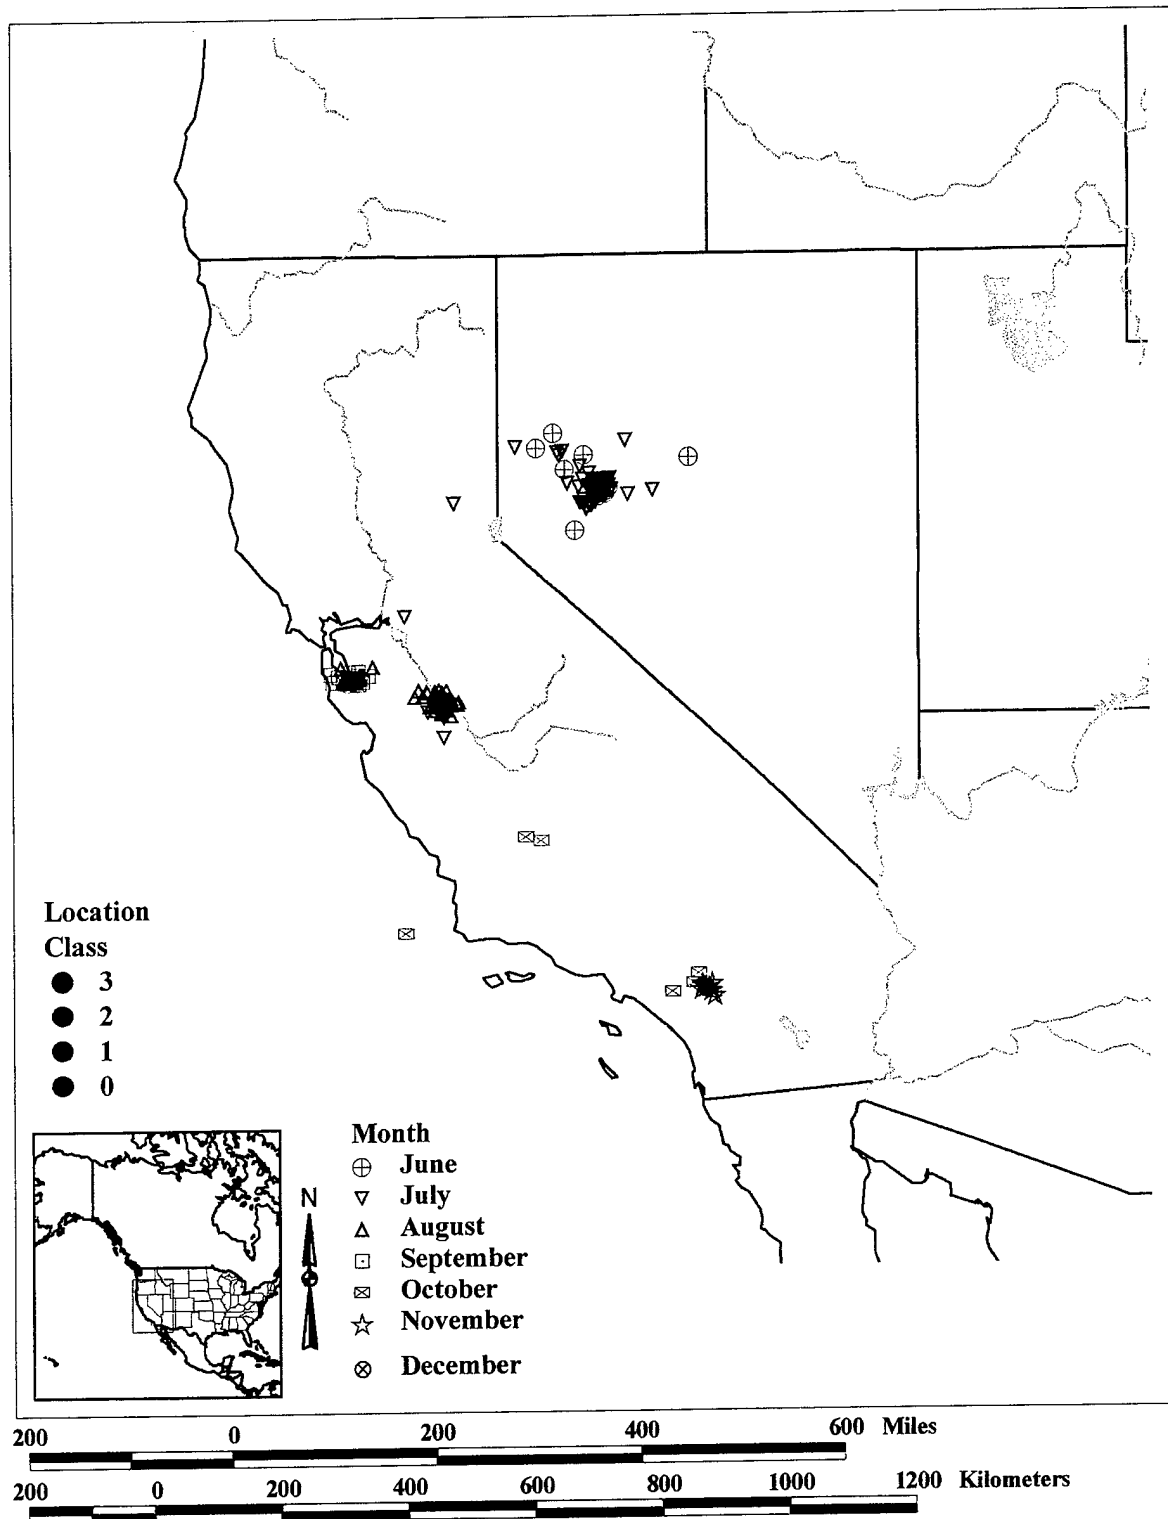 Location
Class
3
2
1
0
Month
June
July
August
September
October
November
December
N
200 0 200 400 600 Miles
200 0 200 400 600 800 1000 1200 Kilometers